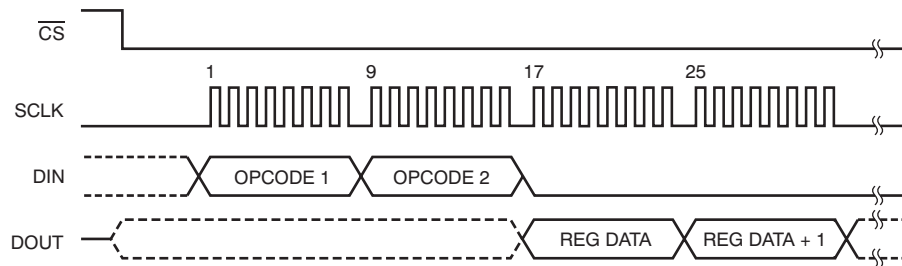 CS
1 9 17 25
SCLK
DIN OPCODE 1 OPCODE 2
DOUT REG DATA REG DATA + 1